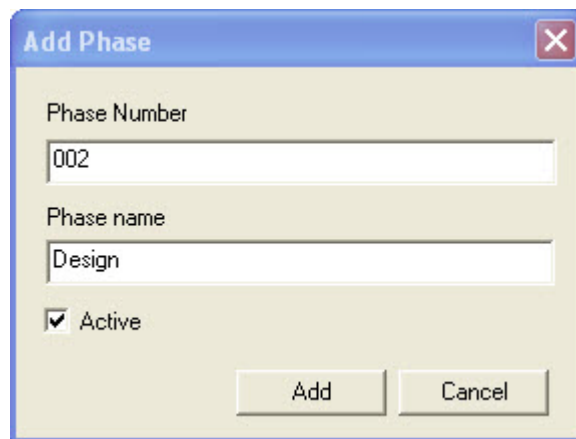 Add Phase
Phase Number
002
Phase name
Design
Active
Add Cancel